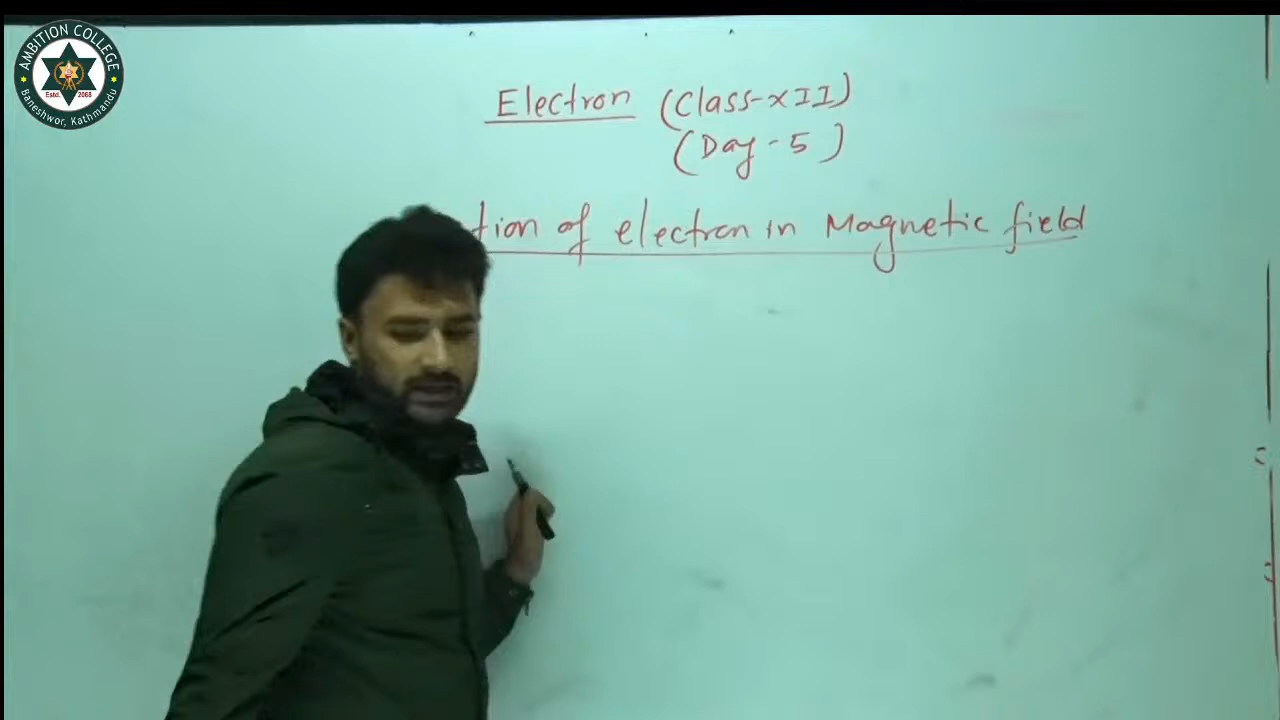 AMBITION COLLEGE
Estd. 2068
Baneshwor, Kathmandu
Electron (Class-XII)
(Day-5)
tion of electron in Magnetic field